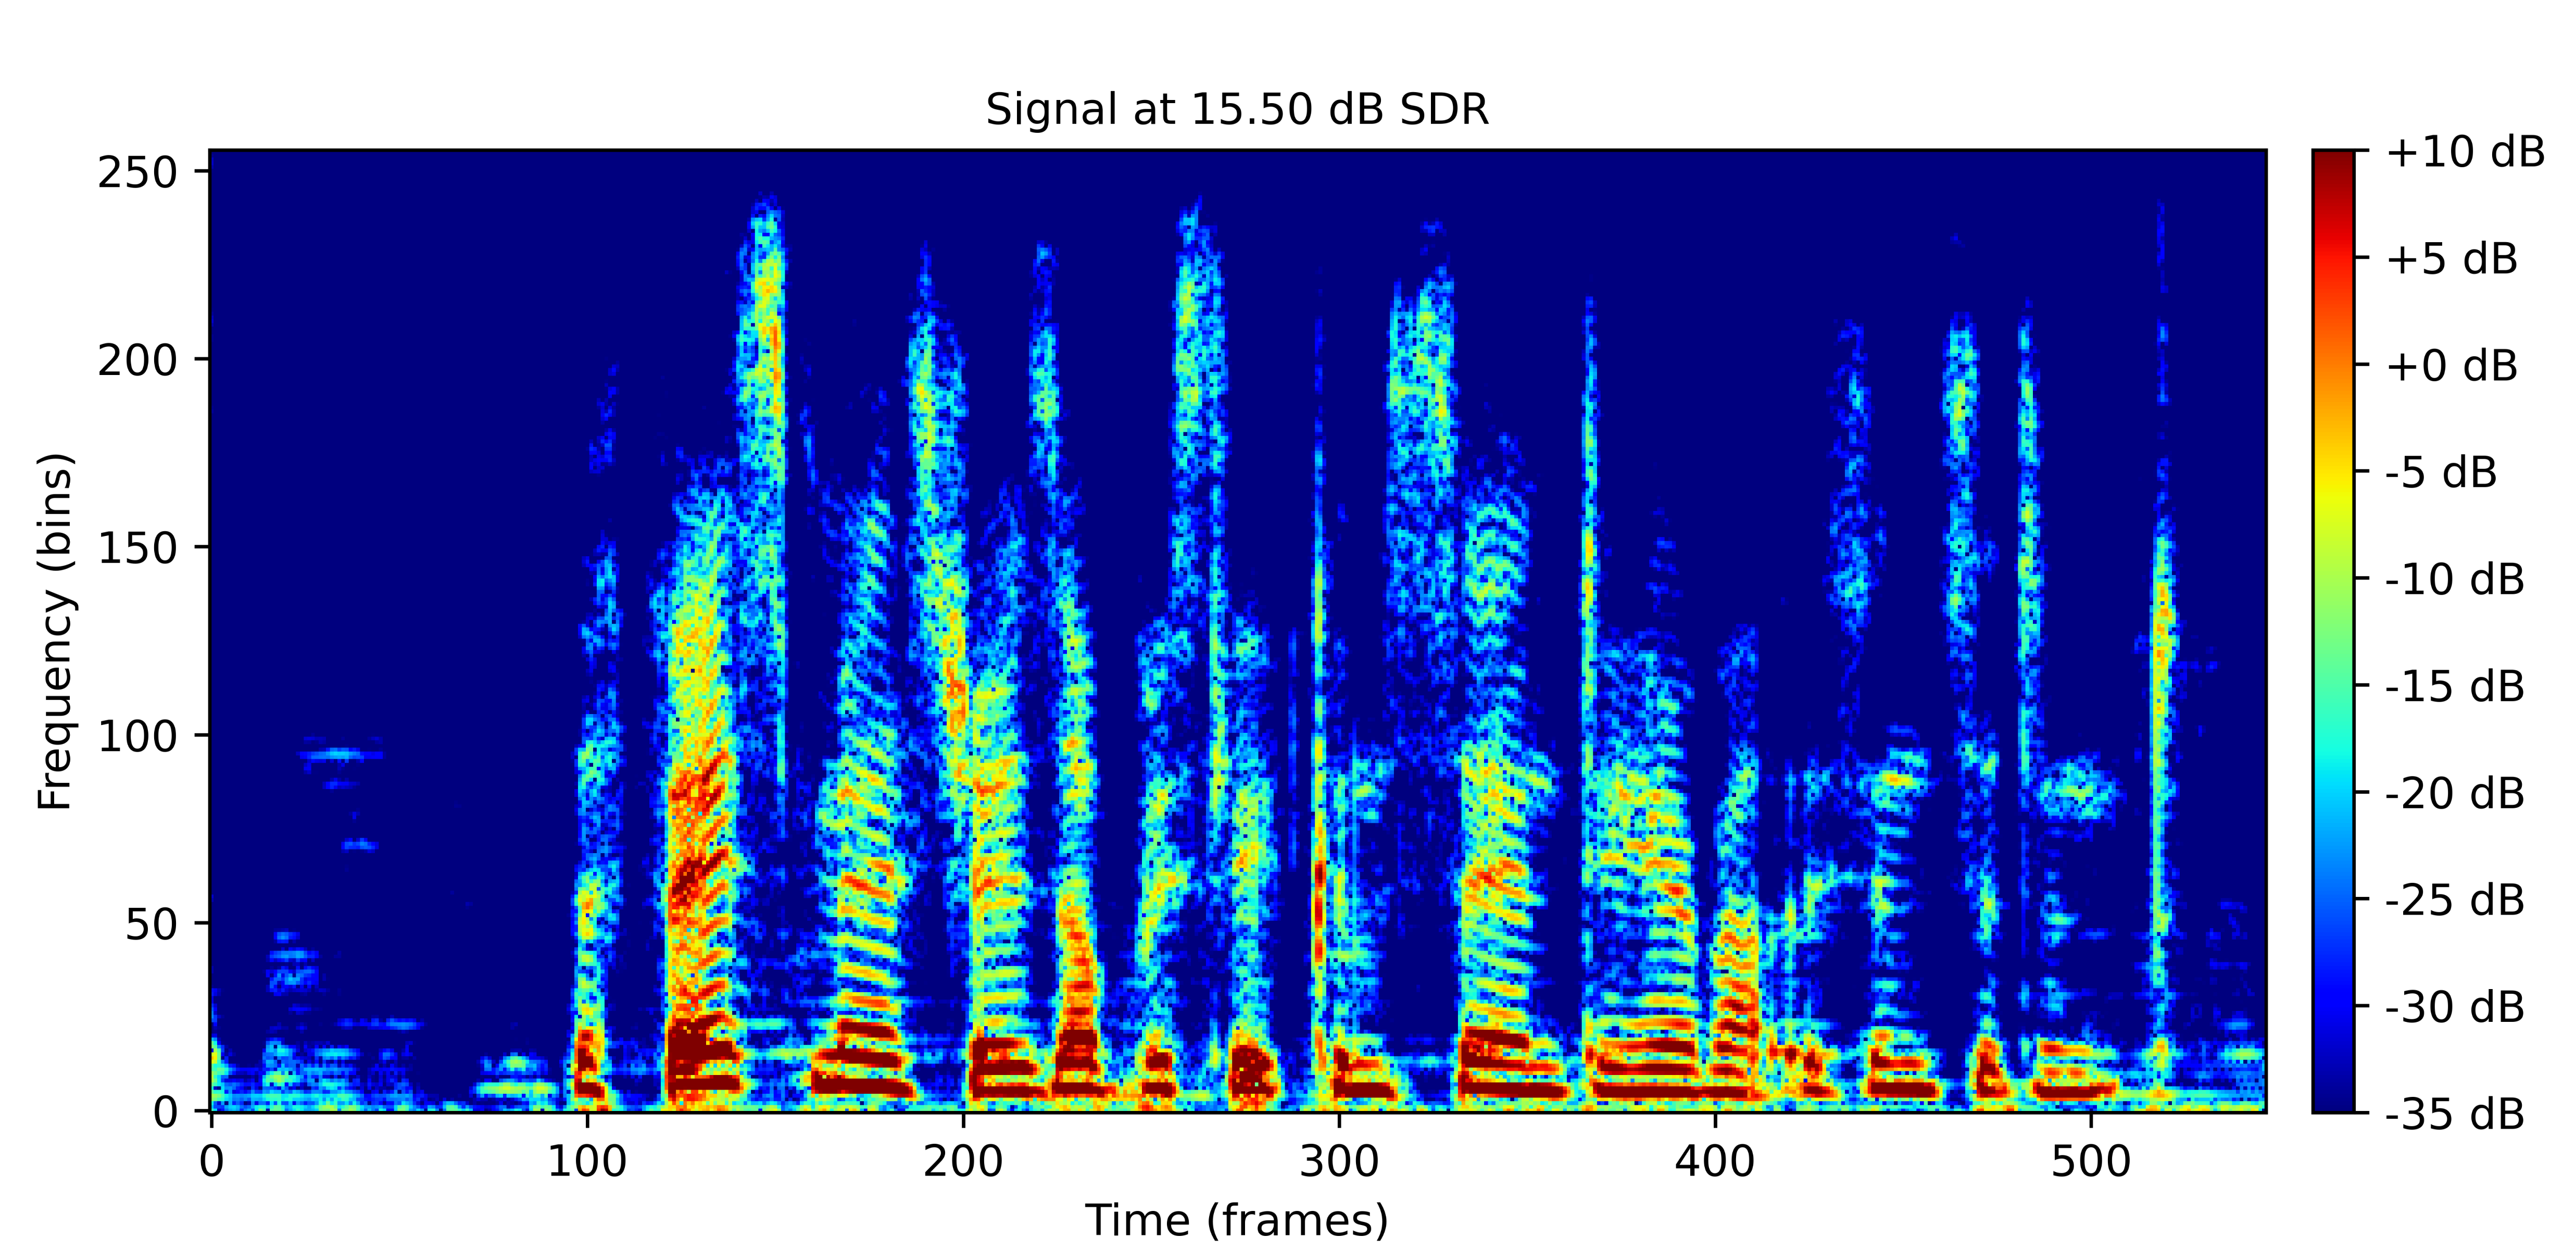 Signal at 15.50 dB SDR
Frequency (bins)
250
200
150
100
50
0
0 100 200 300 400 500
Time (frames)
+10 dB
+5 dB
+0 dB
-5 dB
-10 dB
-15 dB
-20 dB
-25 dB
-30 dB
-35 dB